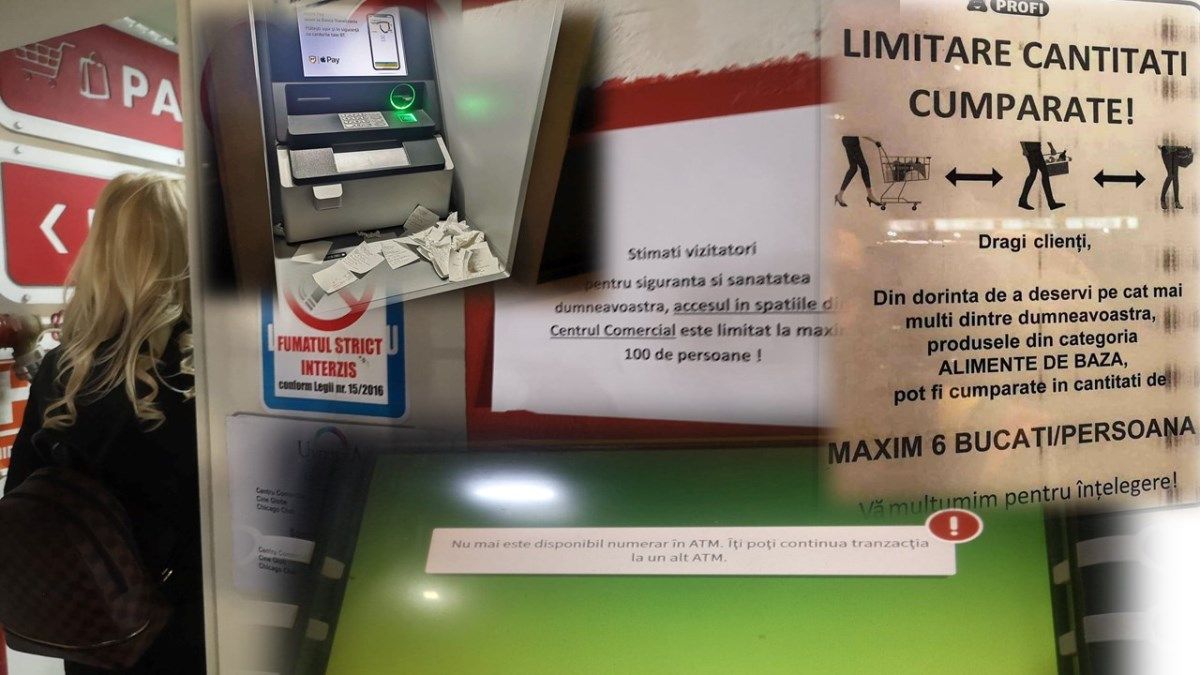 PA
Pay
FUMATUL STRICT
INTERZIS
conform Legii nr. 15/2016
Stimati vizitatori
pentru siguranta si sanatatea
dumneavoastra, accesul in spatiile
Centrul Comercial este limitat la
100 de persoane !
PROFI
LIMITARE CANTITATI
CUMPARATE!
Dragi clienți,
Din dorinta de a deservi pe cat mai
multi dintre dumneavoastra,
produsele din categoria
ALIMENTE DE BAZA,
pot fi cumparate in cantitati de
MAXIM 6 BUCATI/PERSOANA
Vă mulțumim pentru înțelegere!
Nu mai este disponibil numerar în ATM. Îți poți continua tranzacția
la un alt ATM.